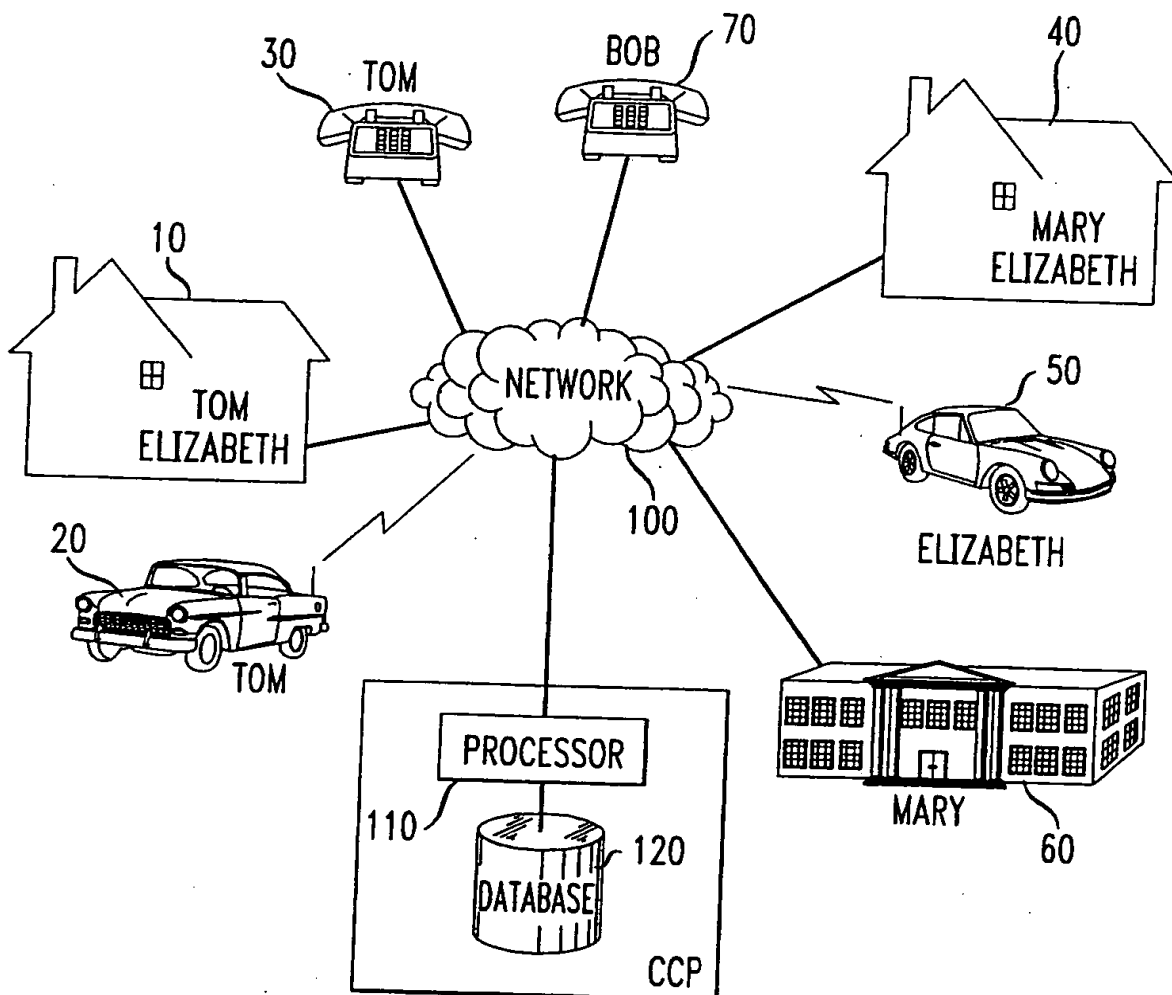 30
TOM
BOB
70
40
10
MARY
ELIZABETH
TOM
ELIZABETH
NETWORK
50
100
ELIZABETH
20
TOM
PROCESSOR
110
MARY
60
120
DATABASE
CCP